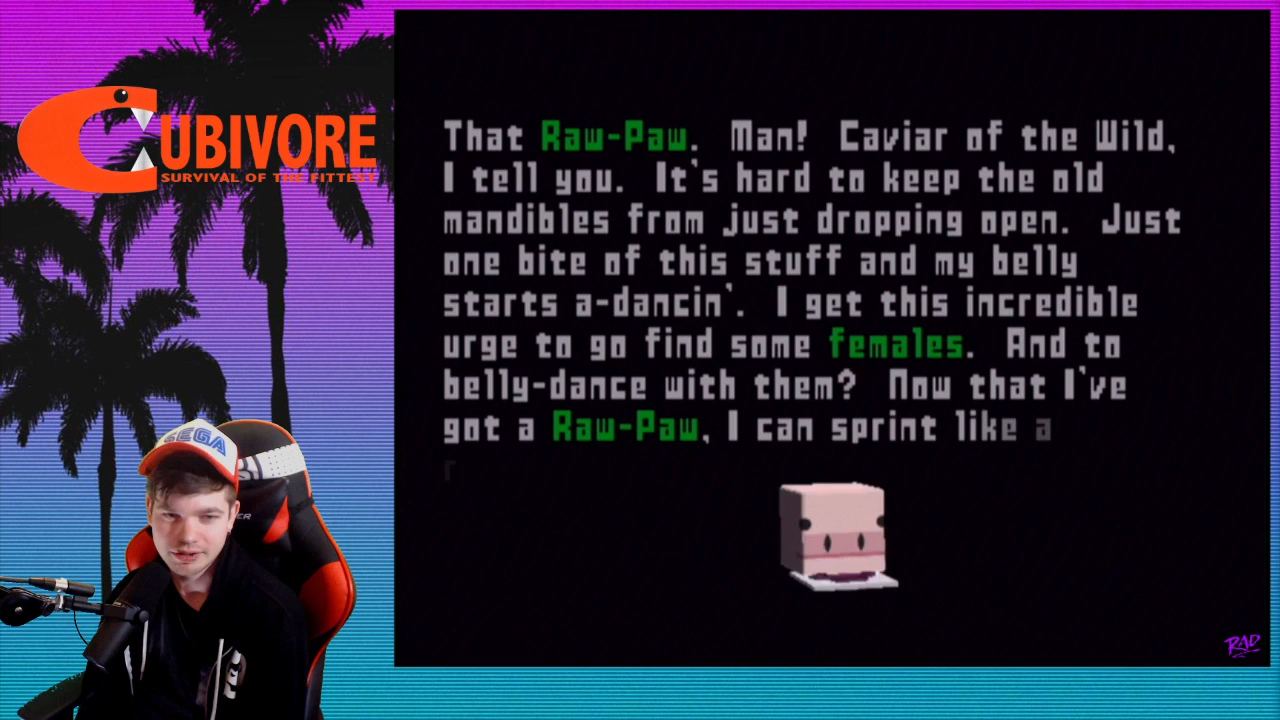 CUBIVORE
SURVIVAL OF THE FITTEST
That Raw-Paw. Man! Caviar of the Wild,
I tell you. It's hard to keep the old
mandibles from just dropping open. Just
one bite of this stuff and my belly
starts a-dancin'. I get this incredible
urge to go find some females. And to
belly-dance with them? Now that I've
got a Raw-Paw, I can sprint like a
r
SEGA
RAD